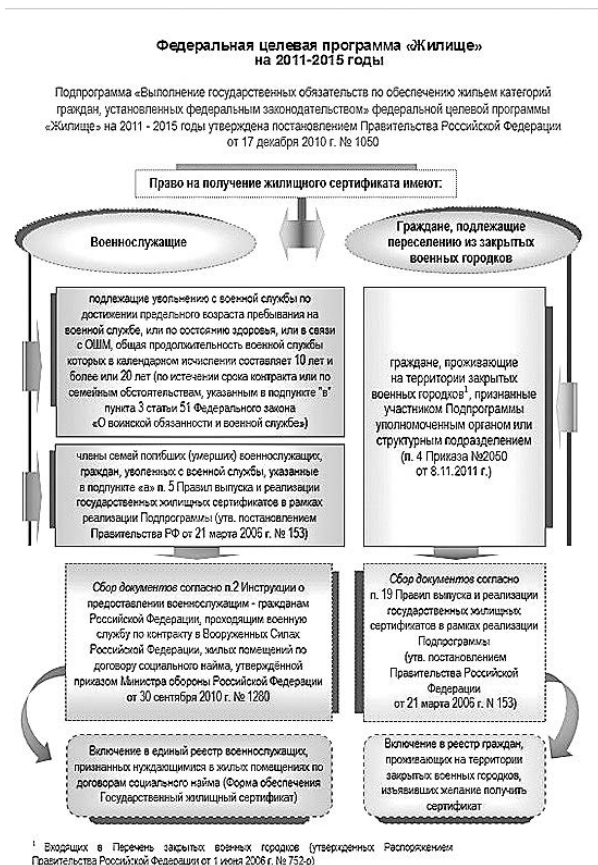 Федеральная целевая программа «Жилище»
на 2011-2015 годы
Подпрограмма «Выполнение государственных обязательств по обеспечению жильем категорий
граждан, установленных федеральным законодательством» федеральной целевой программы
«Жилище» на 2011 - 2015 годы утверждена постановлением Правительства Российской Федерации
от 17 декабря 2010 г. № 1050
Право на получение жилищного сертификата имеют:
Военнослужащие
подлежащие увольнению с военной службы по
достижении предельного возраста пребывания на
военной службе, или по состоянию здоровья, или в связи
с ОШМ, общая продолжительность военной службы
которых в календарном исчислении составляет 10 лет и
более или 20 лет (по истечении срока контракта или по
семейным обстоятельствам, указанным в подпункте "в"
пункта 3 статьи 51 Федерального закона
«О воинской обязанности и военной службе»)
члены семей погибших (умерших) военнослужащих,
граждан, уволенных с военной службы, указанные
в подпункте «а» п. 5 Правил выпуска и реализации
государственных жилищных сертификатов в рамках
реализации Подпрограммы (утв. постановлением
Правительства РФ от 21 марта 2006 г. № 153)
Сбор документов согласно п.2 Инструкции о
предоставлении военнослужащим - гражданам
Российской Федерации, проходящим военную
службу по контракту в Вооруженных Силах
Российской Федерации, жилых помещений по
договору социального найма, утверждённой
приказом Министра обороны Российской Федерации
от 30 сентября 2010 г. № 1280
Включение в единый реестр военнослужащих,
признанных нуждающимися в жилых помещениях по
договорам социального найма (Форма обеспечения
Государственный жилищный сертификат)
Граждане, подлежащие
переселению из закрытых
военных городков
граждане, проживающие
на территории закрытых
военных городков¹, признанные
участником Подпрограммы
уполномоченным органом или
структурным подразделением
(п. 4 Приказа №2050
от 8.11.2011 г.)
Сбор документов согласно
п. 19 Правил выпуска и реализации
государственных жилищных
сертификатов в рамках реализации
Подпрограммы
(утв. постановлением
Правительства Российской
Федерации
от 21 марта 2006 г. N 153)
Включение в реестр граждан,
проживающих на территории
закрытых военных городков,
изъявивших желание получить
сертификат
¹ Входящих в Перечень закрытых военных городков (утвержденных Распоряжением
Правительства Российской Федерации от 1 июня 2006 г. № 752-р)